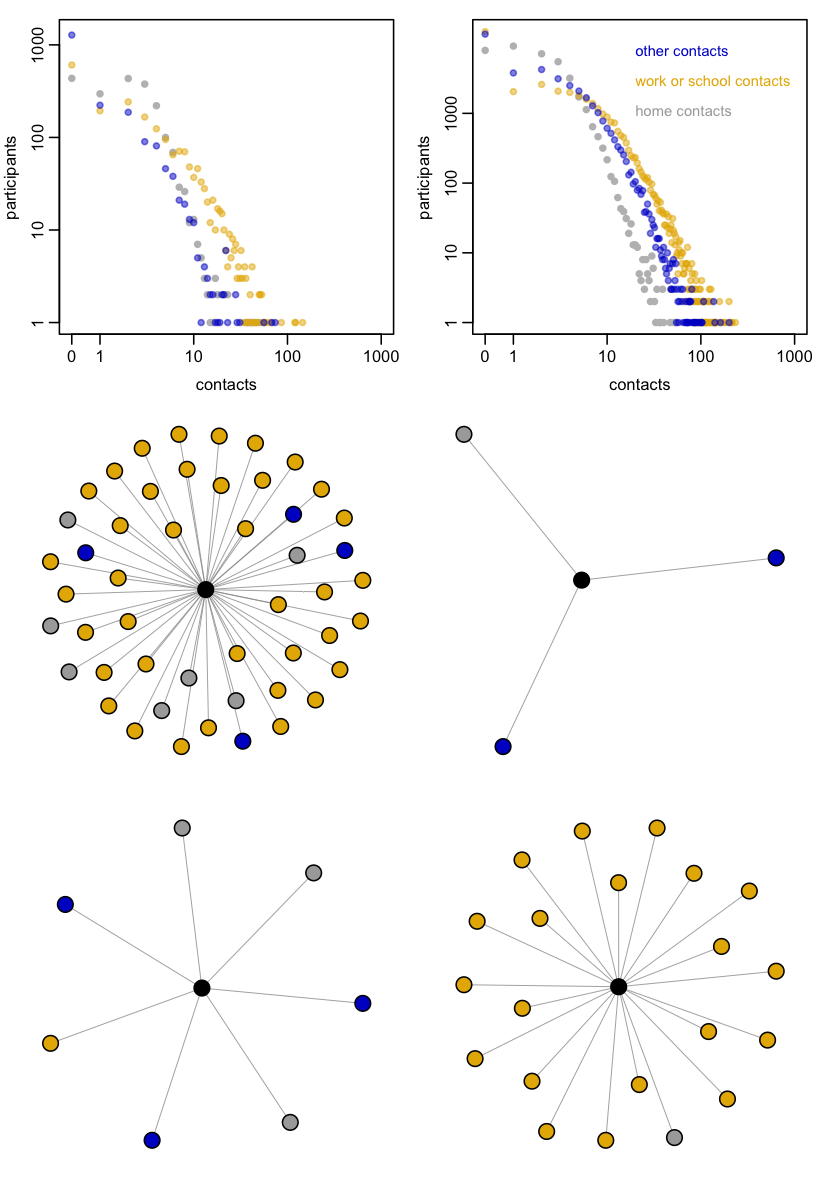 participants
1000
100
10
1
0 1 10 100 1000
contacts
other contacts
work or school contacts
home contacts
participants
1000
100
10
1
0 1 10 100 1000
contacts